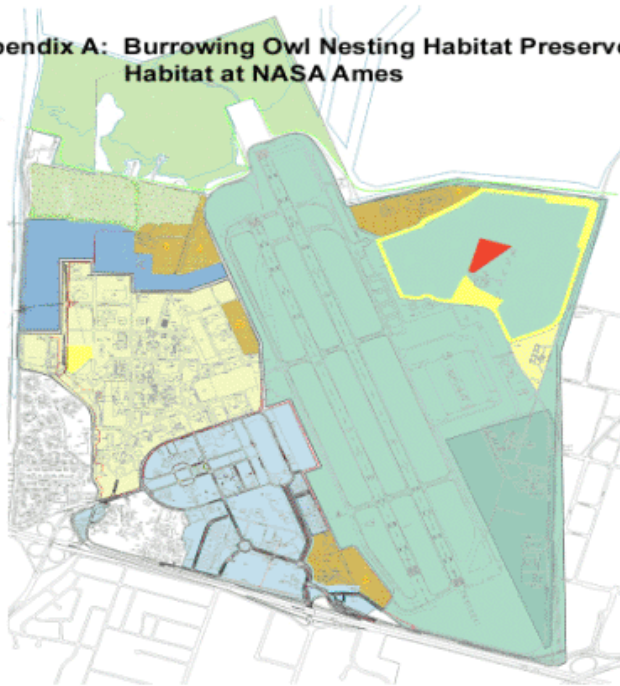 pendix A: Burrowing Owl Nesting Habitat Preserve
Habitat at NASA Ames